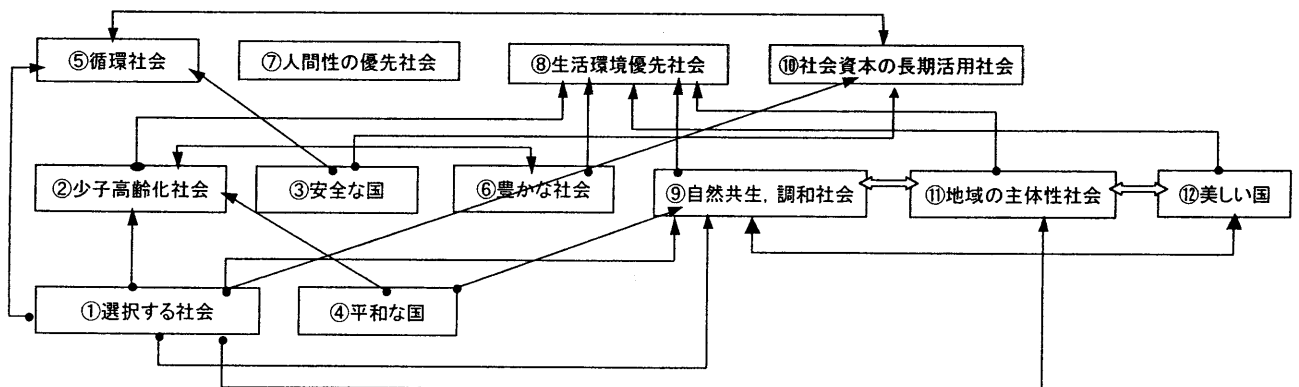 ⑤循環社会
⑦人間性の優先社会
⑧生活環境優先社会
⑩社会資本の長期活用社会
②少子高齢化社会
③安全な国
⑥豊かな社会
⑨自然共生，調和社会
⑪地域の主体性社会
⑫美しい国
①選択する社会
④平和な国